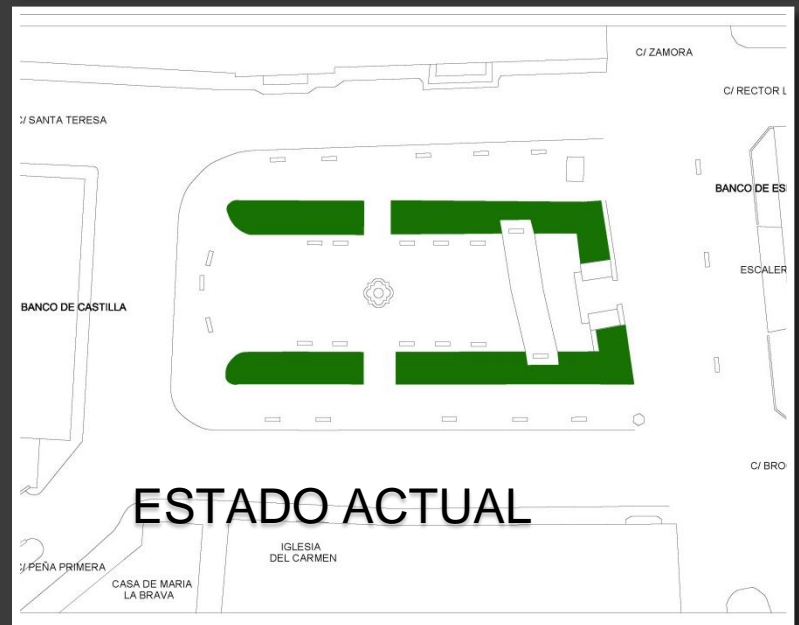 C/ ZAMORA
C/ RECTOR L
C/ SANTA TERESA
BANCO DE ES
ESCALER
BANCO DE CASTILLA
C/ BRO
ESTADO ACTUAL
IGLESIA
DEL CARMEN
C/ PEÑA PRIMERA
CASA DE MARIA
LA BRAVA